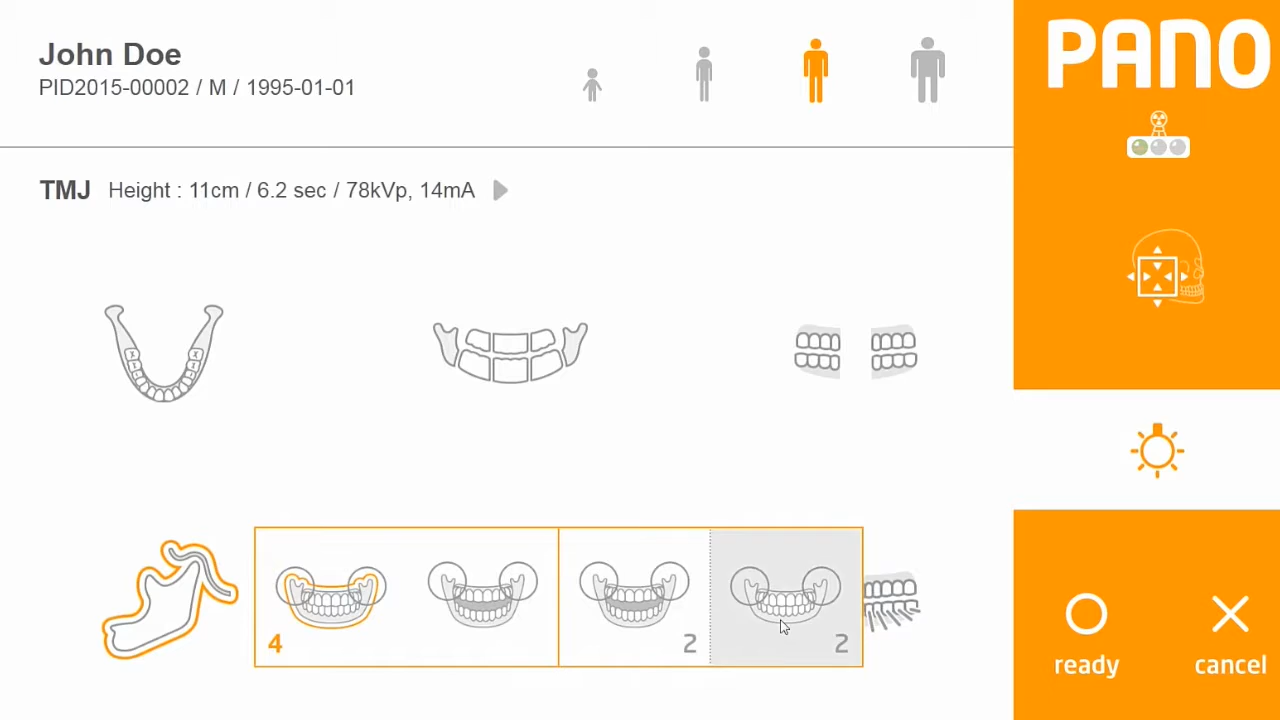 John Doe
PID2015-00002 / M / 1995-01-01
PANO
TMJ Height : 11cm / 6.2 sec / 78kVp, 14mA
4
2
2
ready
cancel